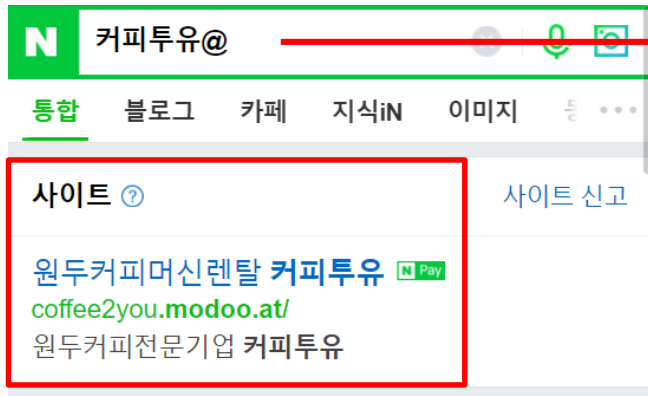 N 커피투유@
통합 블로그 카페 지식iN 이미지
사이트 ? 사이트 신고
원두커피머신렌탈 커피투유 N Pay
coffee2you.modoo.at/
원두커피전문기업 커피투유